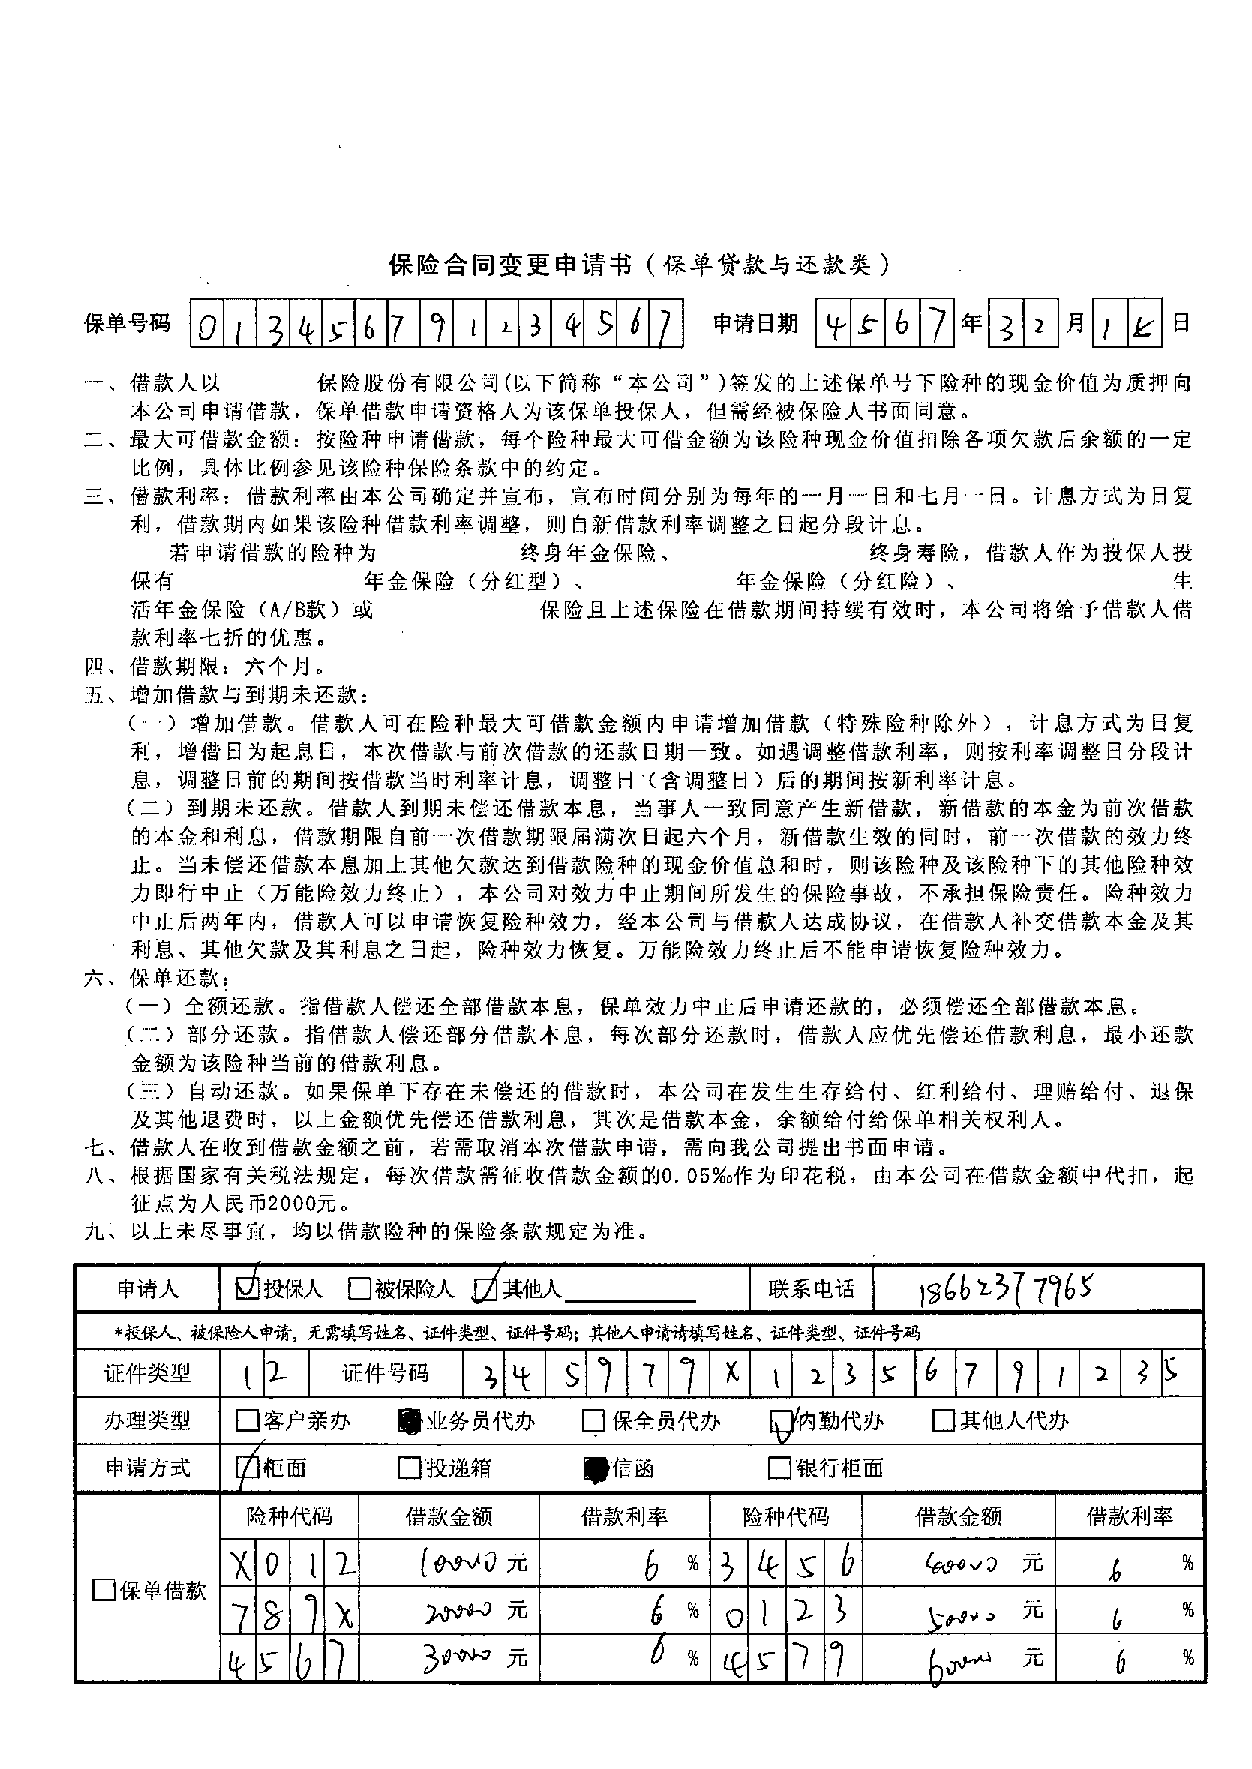 保险合同变更申请书（保单贷款与还款类）
保单号码 013456791234567 申请日期 4567年32月15日
一、借款人以 保险股份有限公司(以下简称“本公司”)签发的上述保单号下险种的现金价值为质押向
本公司申请借款，保单借款申请资格人为该保单投保人，但需经被保险人书面同意。
二、最大可借款金额：按险种申请借款，每个险种最大可借金额为该险种现金价值扣除各项欠款后余额的一定
比例，具体比例参见该险种保险条款中的约定。
三、借款利率：借款利率由本公司确定并宣布，宣布时间分别为每年的一月一日和七月一日。计息方式为日复
利，借款期内如果该险种借款利率调整，则自新借款利率调整之日起分段计息。
若申请借款的险种为 终身年金保险、 终身寿险，借款人作为投保人投
保有 年金保险（分红型）、 年金保险（分红险）、 生
活年金保险（A/B款）或 保险且上述保险在借款期间持续有效时，本公司将给予借款人借
款利率七折的优惠。
四、借款期限：六个月。
五、增加借款与到期未还款：
（一）增加借款。借款人可在险种最大可借款金额内申请增加借款（特殊险种除外），计息方式为日复
利，增借日为起息日，本次借款与前次借款的还款日期一致。如遇调整借款利率，则按利率调整日分段计
息，调整日前的期间按借款当时利率计息，调整日（含调整日）后的期间按新利率计息。
（二）到期未还款。借款人到期未偿还借款本息，当事人一致同意产生新借款，新借款的本金为前次借款
的本金和利息，借款期限自前一次借款期限届满次日起六个月，新借款生效的同时，前一次借款的效力终
止。当未偿还借款本息加上其他欠款达到借款险种的现金价值总和时，则该险种及该险种下的其他险种效
力即行中止（万能险效力终止），本公司对效力中止期间所发生的保险事故，不承担保险责任。险种效力
中止后两年内，借款人可以申请恢复险种效力，经本公司与借款人达成协议，在借款人补交借款本金及其
利息、其他欠款及其利息之日起，险种效力恢复。万能险效力终止后不能申请恢复险种效力。
六、保单还款：
（一）全额还款。指借款人偿还全部借款本息，保单效力中止后申请还款的，必须偿还全部借款本息。
（二）部分还款。指借款人偿还部分借款本息，每次部分还款时，借款人应优先偿还借款利息，最小还款
金额为该险种当前的借款利息。
（三）自动还款。如果保单下存在未偿还的借款时，本公司在发生生存给付、红利给付、理赔给付、退保
及其他退费时，以上金额优先偿还借款利息，其次是借款本金，余额给付给保单相关权利人。
七、借款人在收到借款金额之前，若需取消本次借款申请，需向我公司提出书面申请。
八、根据国家有关税法规定，每次借款需征收借款金额的0.05‰作为印花税，由本公司在借款金额中代扣，起
征点为人民币2000元。
九、以上未尽事宜，均以借款险种的保险条款规定为准。
申请人 投保人 被保险人 其他人 联系电话 18662377965
*投保人、被保险人申请，无需填写姓名、证件类型、证件号码；其他人申请请填写姓名、证件类型、证件号码
证件类型 12 证件号码 345979X12356791235
办理类型 客户亲办 业务员代办 保全员代办 内勤代办 其他人代办
申请方式 柜面 投递箱 信函 银行柜面
险种代码 借款金额 借款利率 险种代码 借款金额 借款利率
X012 10000元 6% 3456 40000元 6%
保单借款
789X 20000元 6% 0123 50000元 6%
4567 30000元 6% 4579 60000元 6%